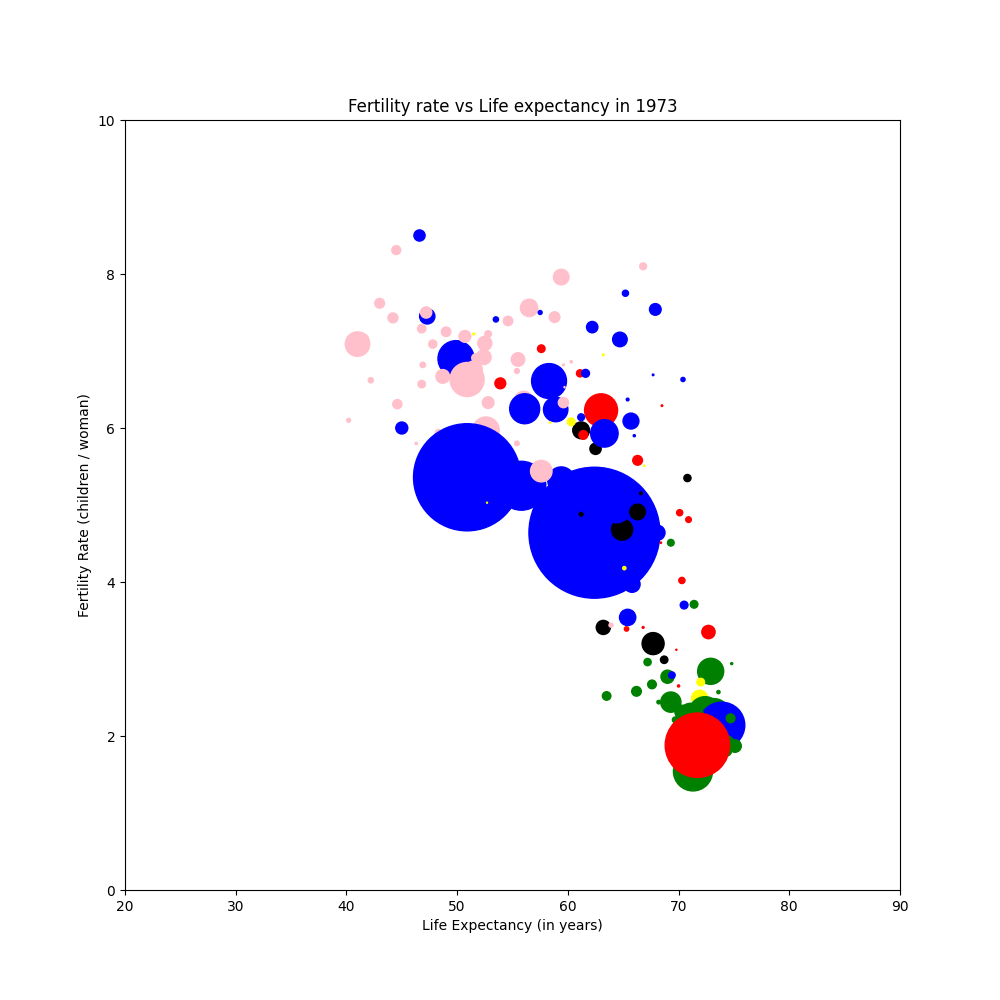 Fertility rate vs Life expectancy in 1973
10
8
6
4
2
0
Fertility Rate (children / woman)
20 30 40 50 60 70 80 90
Life Expectancy (in years)